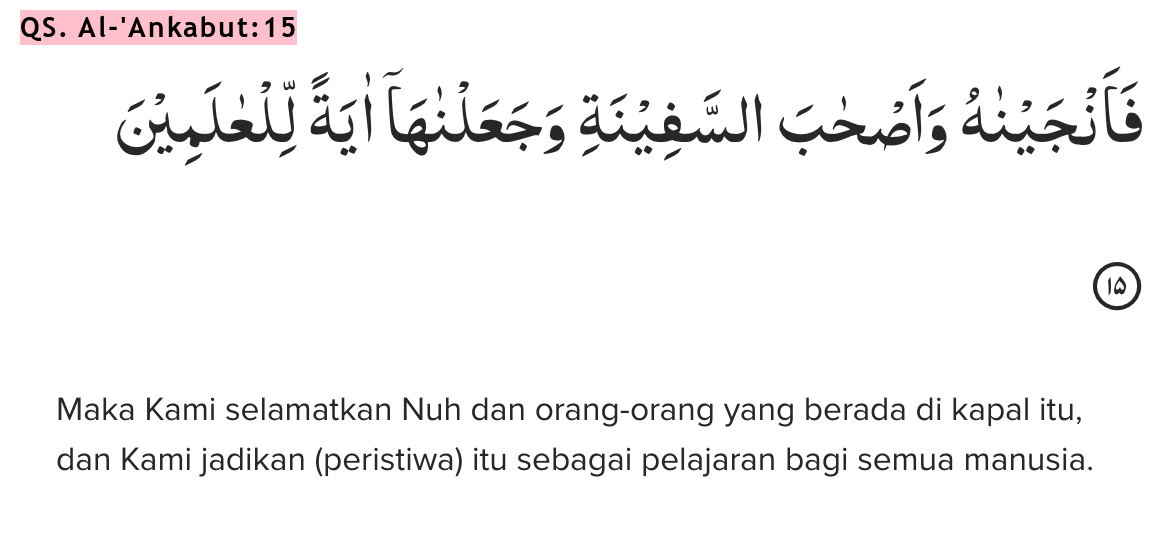 QS. Al-'Ankabut:15
فَاَنْجَيْنٰهُ وَاَصْحٰبَ السَّفِيْنَةِ وَجَعَلْنٰهَآ اٰيَةً لِّلْعٰلَمِيْنَ
١٥
Maka Kami selamatkan Nuh dan orang-orang yang berada di kapal itu,
dan Kami jadikan (peristiwa) itu sebagai pelajaran bagi semua manusia.